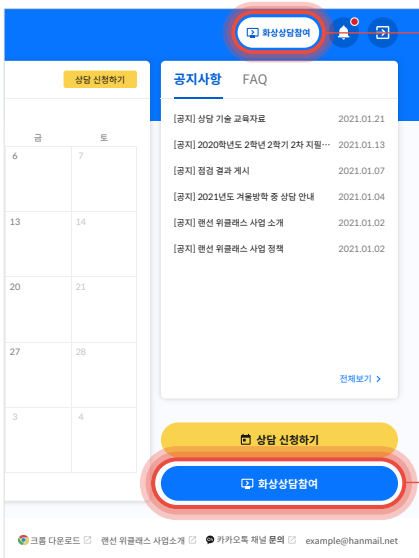 화상상담참여
상담 신청하기
공지사항 FAQ
[공지] 상담 기술 교육자료 2021.01.21
[공지] 2020학년도 2학년 2학기 2차 지필… 2021.01.13
[공지] 점검 결과 게시 2021.01.07
[공지] 2021년도 겨울방학 중 상담 안내 2021.01.04
[공지] 랜선 위클래스 사업 소개 2021.01.02
[공지] 랜선 위클래스 사업 정책 2021.01.02
전체보기 >
금 토
6 7
13 14
20 21
27 28
3 4
상담 신청하기
화상상담참여
크롬 다운로드 랜선 위클래스 사업소개 카카오톡 채널 문의 example@hanmail.net